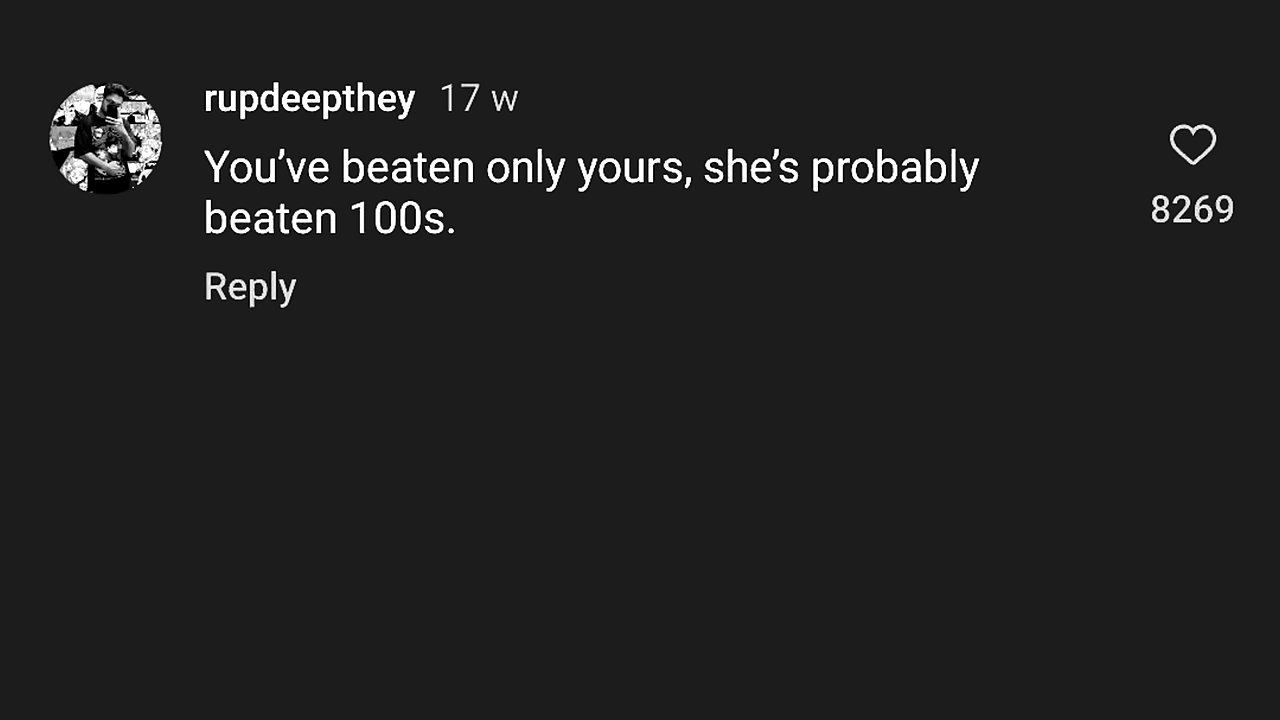 rupdeepthey 17 w
You’ve beaten only yours, she’s probably
beaten 100s.
8269
Reply